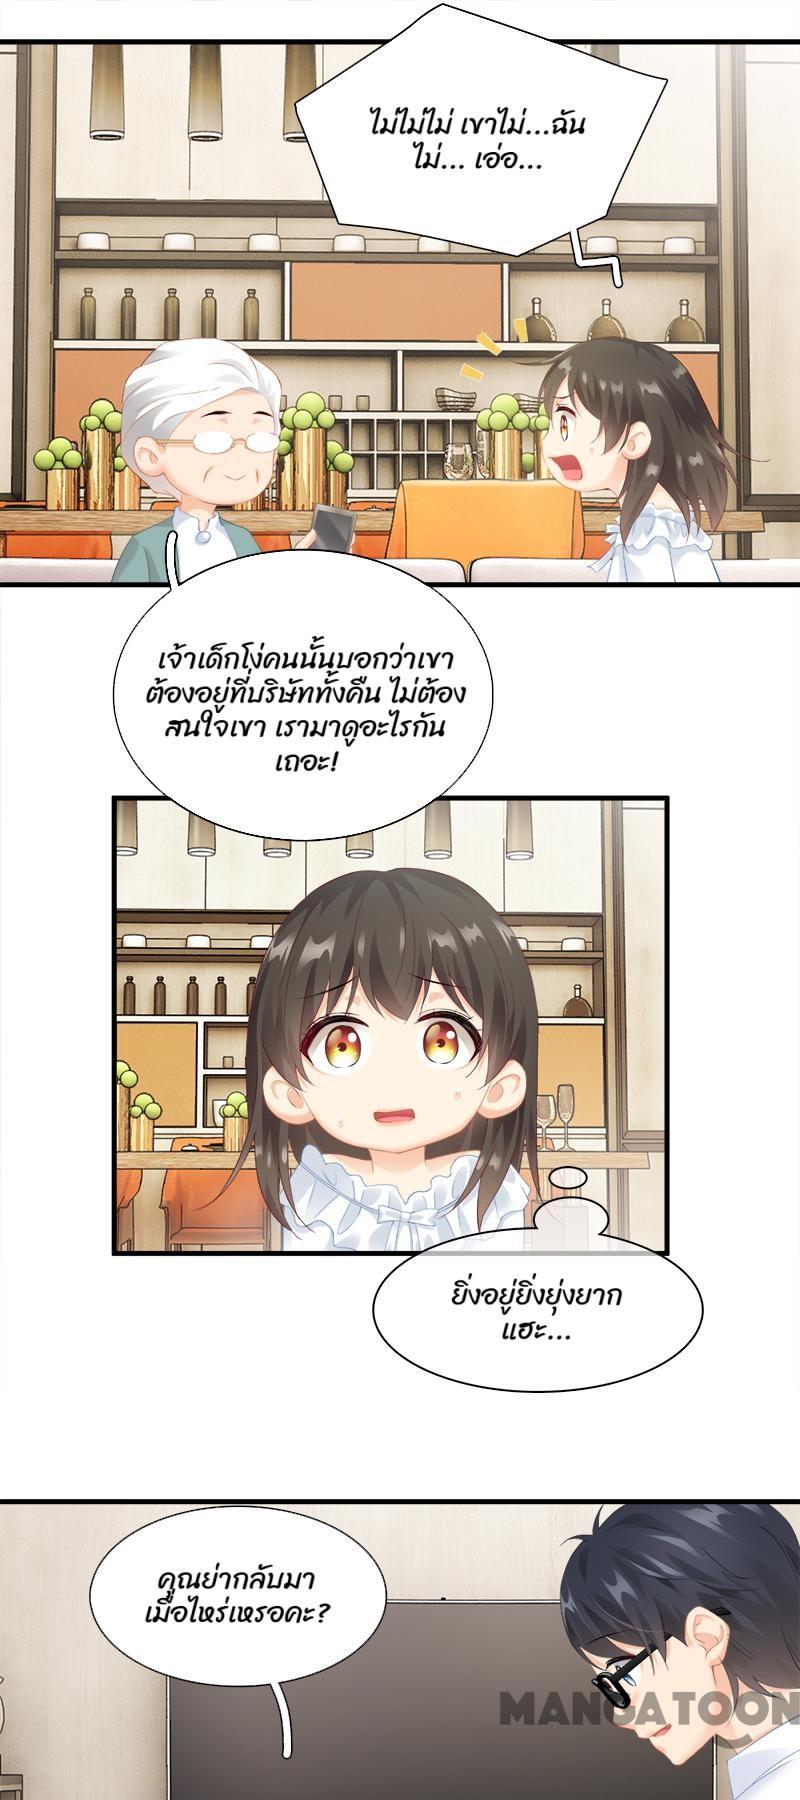 ไม่ไม่ไม่ เขาไม่...ฉัน
ไม่... เอ่อ...
เจ้าเด็กโง่คนนั้นบอกว่าเขา
ต้องอยู่ที่บริษัททั้งคืน ไม่ต้อง
สนใจเขา เรามาดูอะไรกัน
เถอะ!
ยิ่งอยู่ยิ่งยุ่งยาก
แฮะ...
คุณย่ากลับมา
เมื่อไหร่เหรอคะ?
MANGATOON